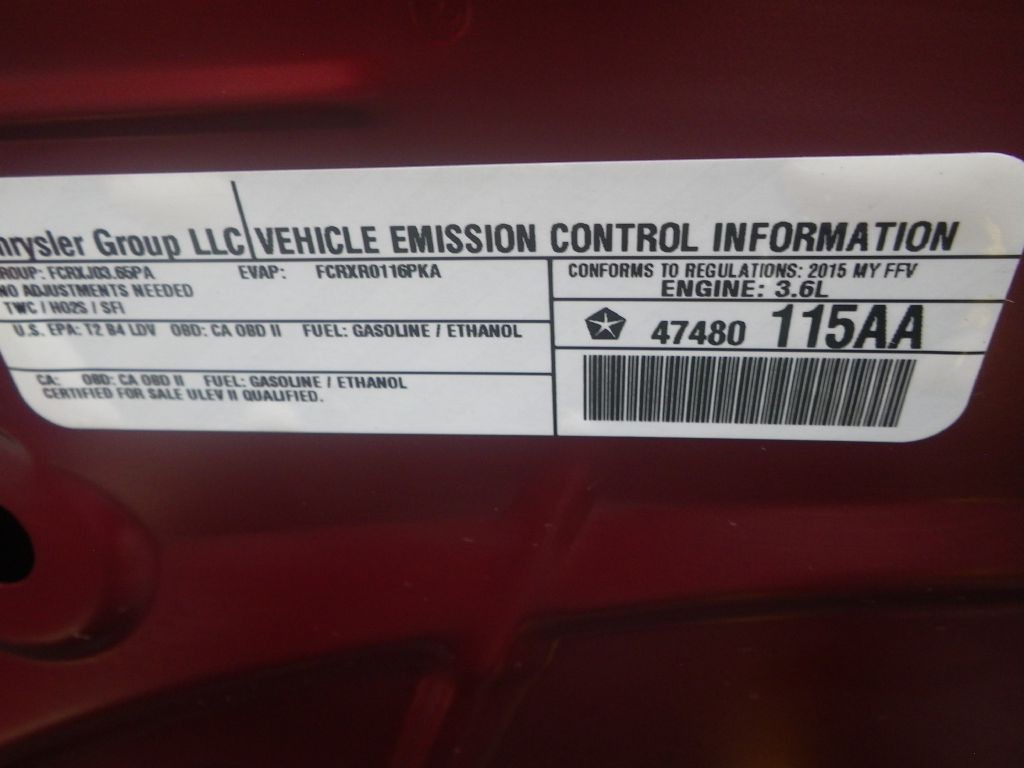 hrysler Group LLC VEHICLE EMISSION CONTROL INFORMATION
ROUP: FCRXJ03.65PA EVAP: FCRXR0116PKA
NO ADJUSTMENTS NEEDED
TWC / HO2S / SFI
U.S. EPA: T2 B4 LDV OBD: CA OBD II FUEL: GASOLINE / ETHANOL
CA: OBD: CA OBD II FUEL: GASOLINE / ETHANOL
CERTIFIED FOR SALE ULEV II QUALIFIED.
CONFORMS TO REGULATIONS: 2015 MY FFV
ENGINE: 3.6L
47480 115AA